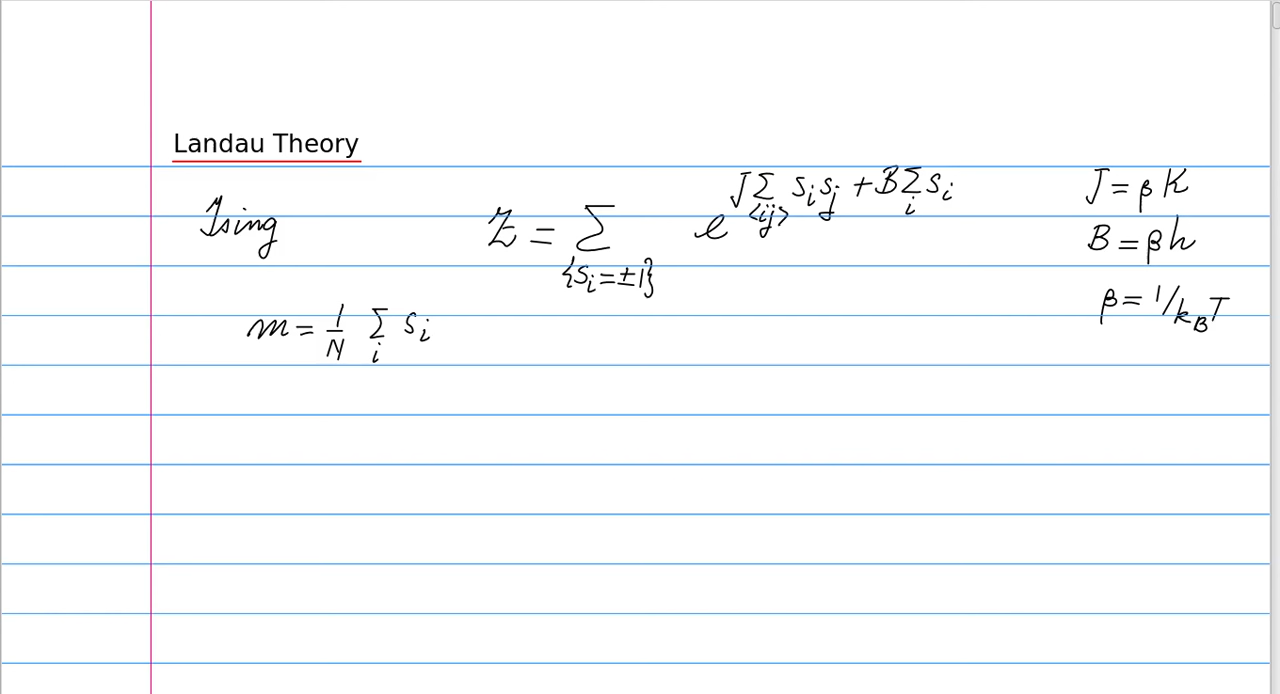 Landau Theory
Ising Z = Σ_{\{s_i = ±1\}} e^{J Σ_{<ij>} s_i s_j + B Σ_i s_i} J = βK
B = βh
β = 1/k_B T
m = 1/N Σ_i s_i